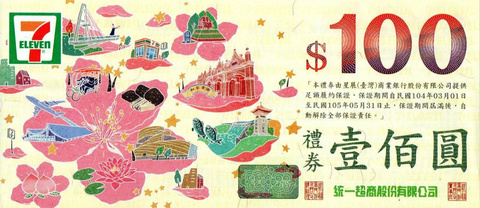 7
ELEVEN
$100
「本禮券由星展(臺灣)商業銀行股份有限公司提供
足額履約保證，保證期間自民國104年03月01日
至民國105年05月31日止，保證期間屆滿後，自
動解除全部保證責任。」
禮券 壹佰圓
統一超商股份有限公司